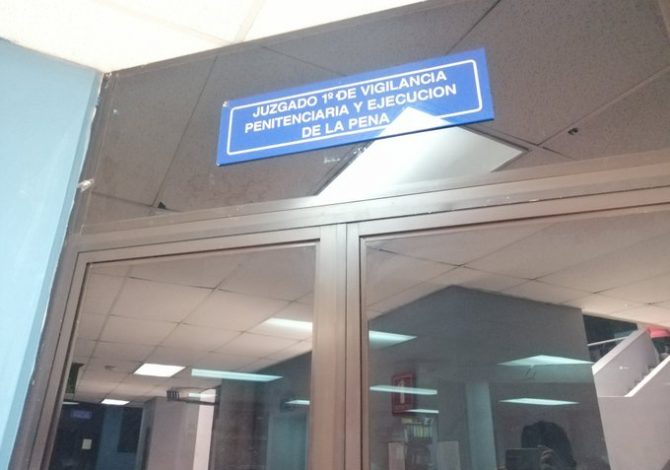 JUZGADO 1º DE VIGILANCIA
PENITENCIARIA Y EJECUCION
DE LA PENA